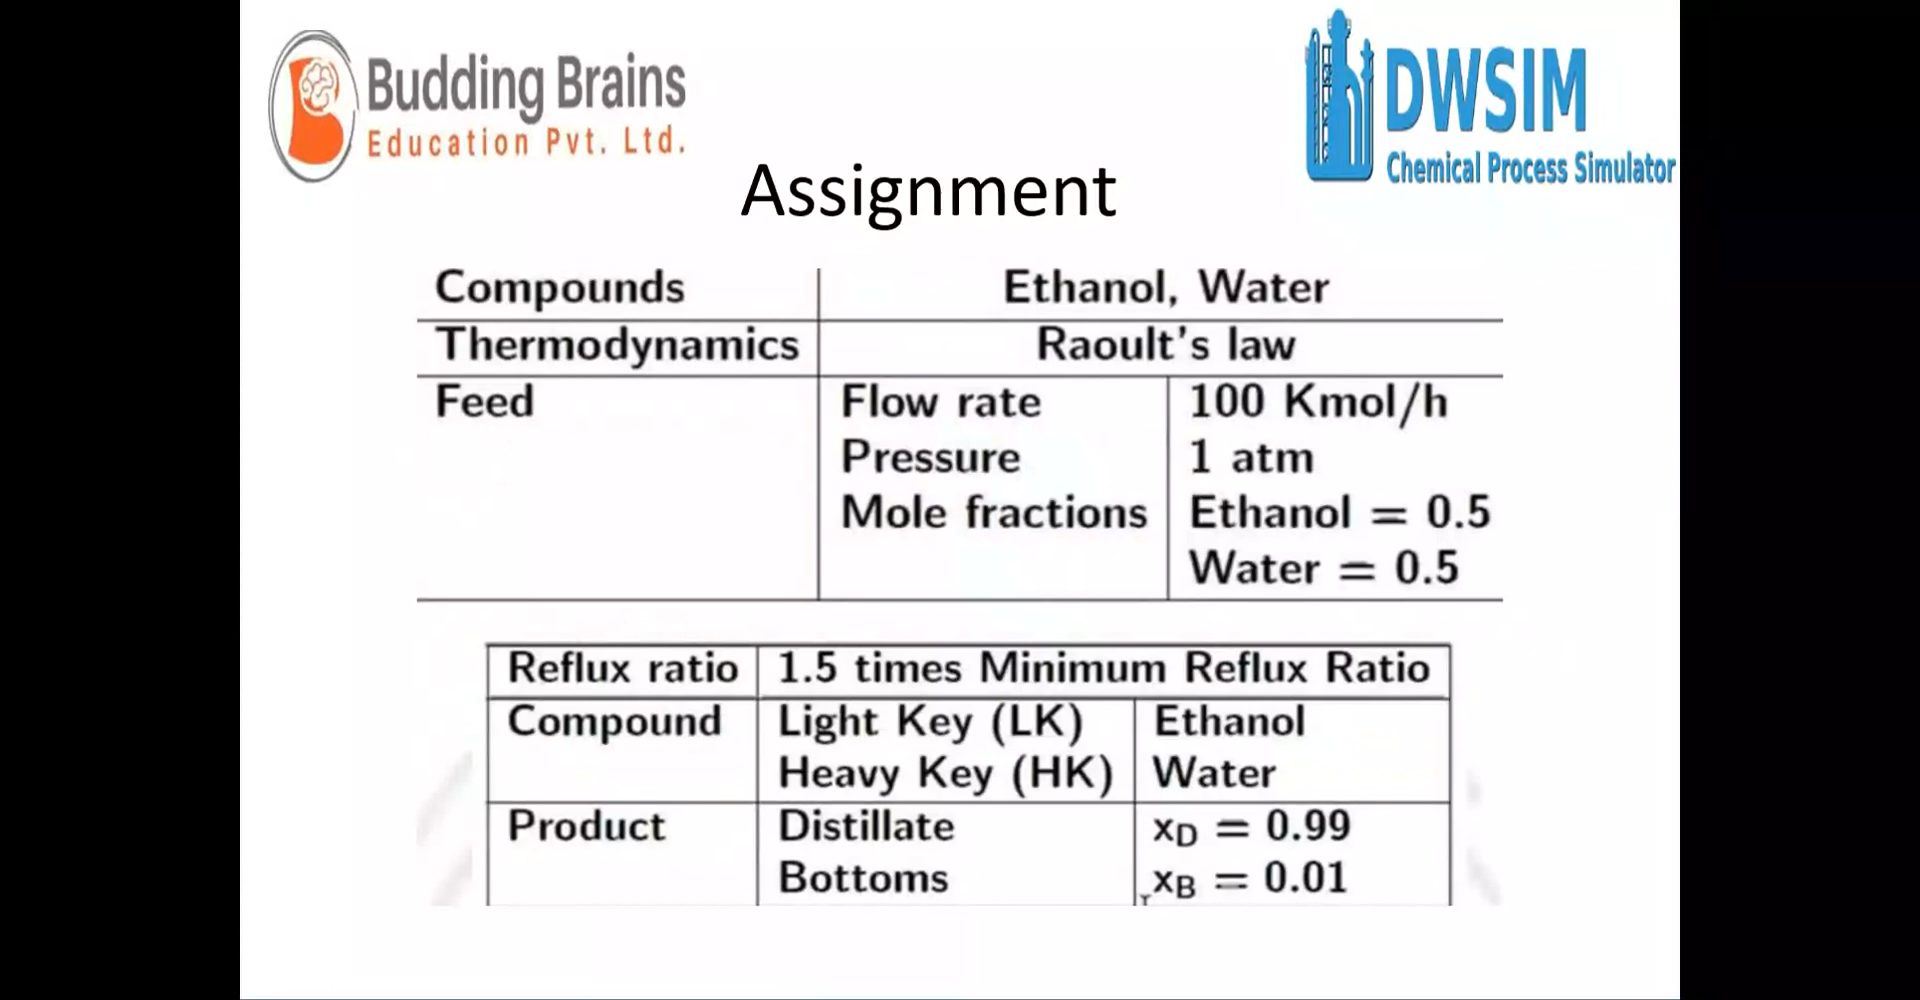 Budding Brains
Education Pvt. Ltd.
DWSIM
Chemical Process Simulator
Assignment
Compounds Ethanol, Water
Thermodynamics Raoult's law
Feed Flow rate 100 Kmol/h
Pressure 1 atm
Mole fractions Ethanol = 0.5
Water = 0.5
Reflux ratio 1.5 times Minimum Reflux Ratio
Compound Light Key (LK) Ethanol
Heavy Key (HK) Water
Product Distillate xD = 0.99
Bottoms xB = 0.01